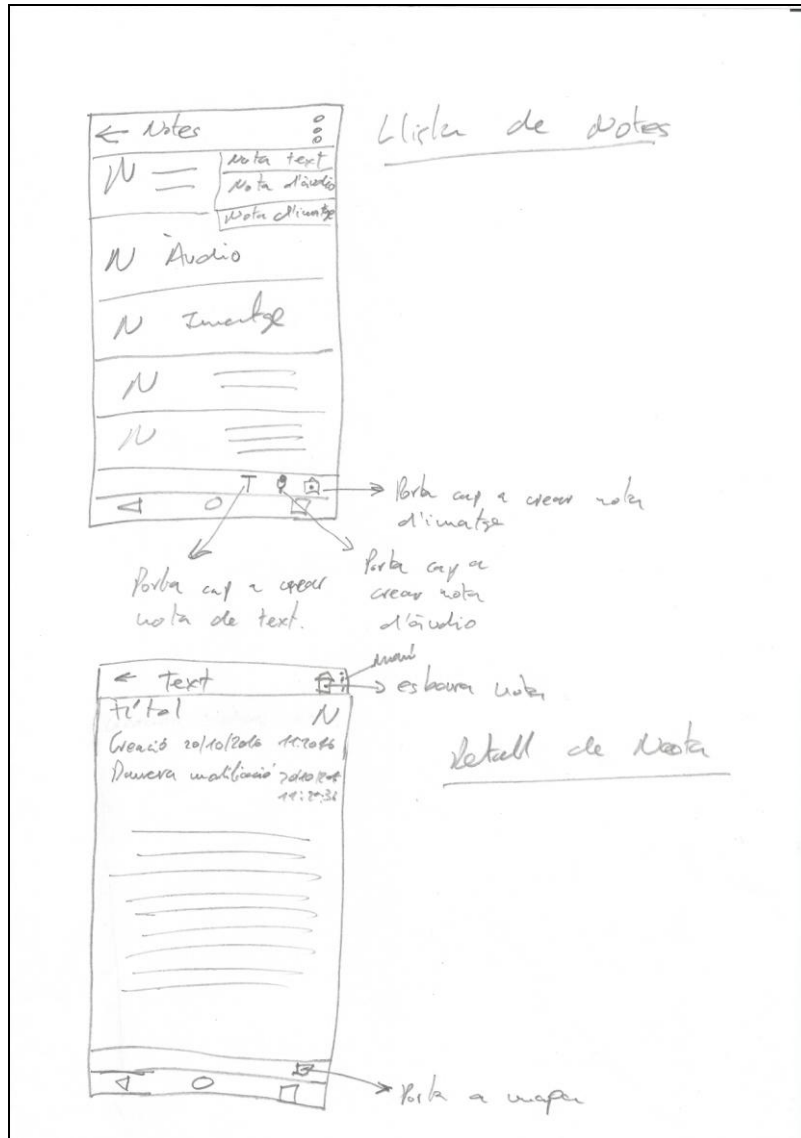 ← Notes
Llista de Notes
Nota text
N
Nota d'àudio
Nota d'imatge
N Àudio
N Imatge
N
N
T
Porta cap a crear nota
d'imatge
Porta cap a crear
nota de text.
Porta cap a
crear nota
d'àudio
menú
← Text
esborra nota
títol N
Creació 20/10/2016
Detall de Nota
Darrera modificació
Porta a mapa